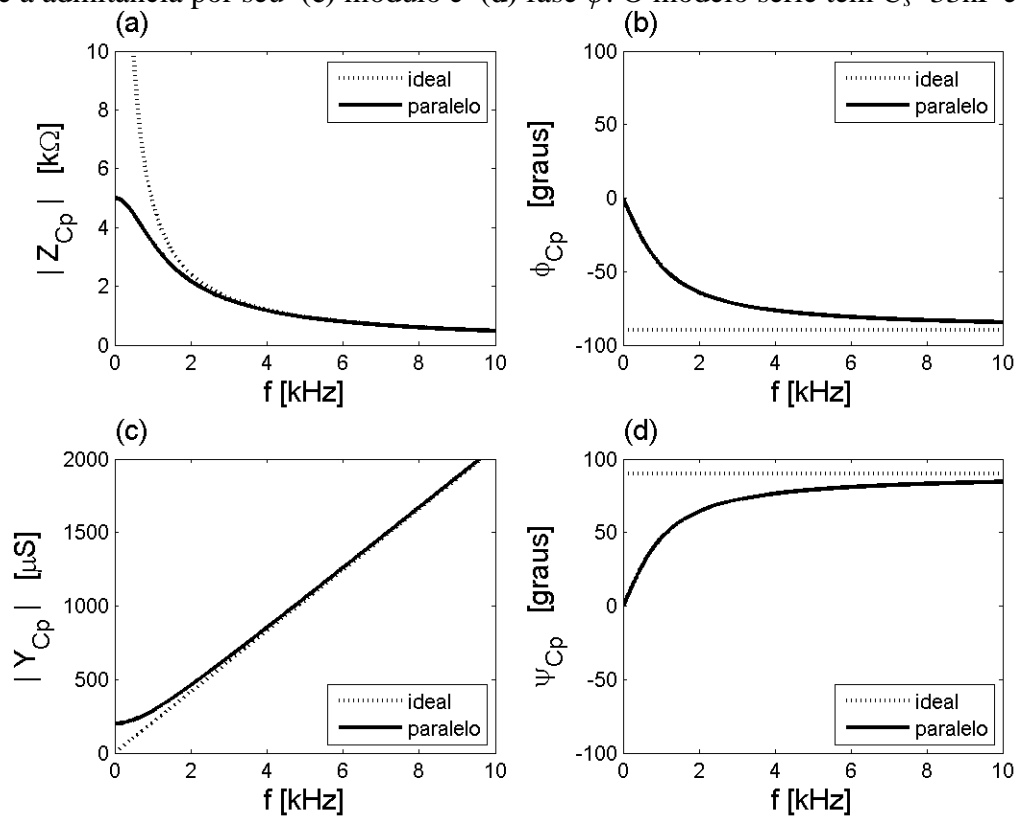 e a admitância por seu (c) módulo e (d) fase
(a)
10
8
6
4
2
0
0 2 4 6 8 10
| Z_Cp | [kΩ]
f [kHz]
ideal
paralelo
(b)
100
50
0
-50
-100
0 2 4 6 8 10
ϕ_Cp [graus]
f [kHz]
ideal
paralelo
(c)
2000
1500
1000
500
0
0 2 4 6 8 10
| Y_Cp | [µS]
f [kHz]
ideal
paralelo
(d)
100
50
0
-50
-100
0 2 4 6 8 10
ψ_Cp [graus]
f [kHz]
ideal
paralelo